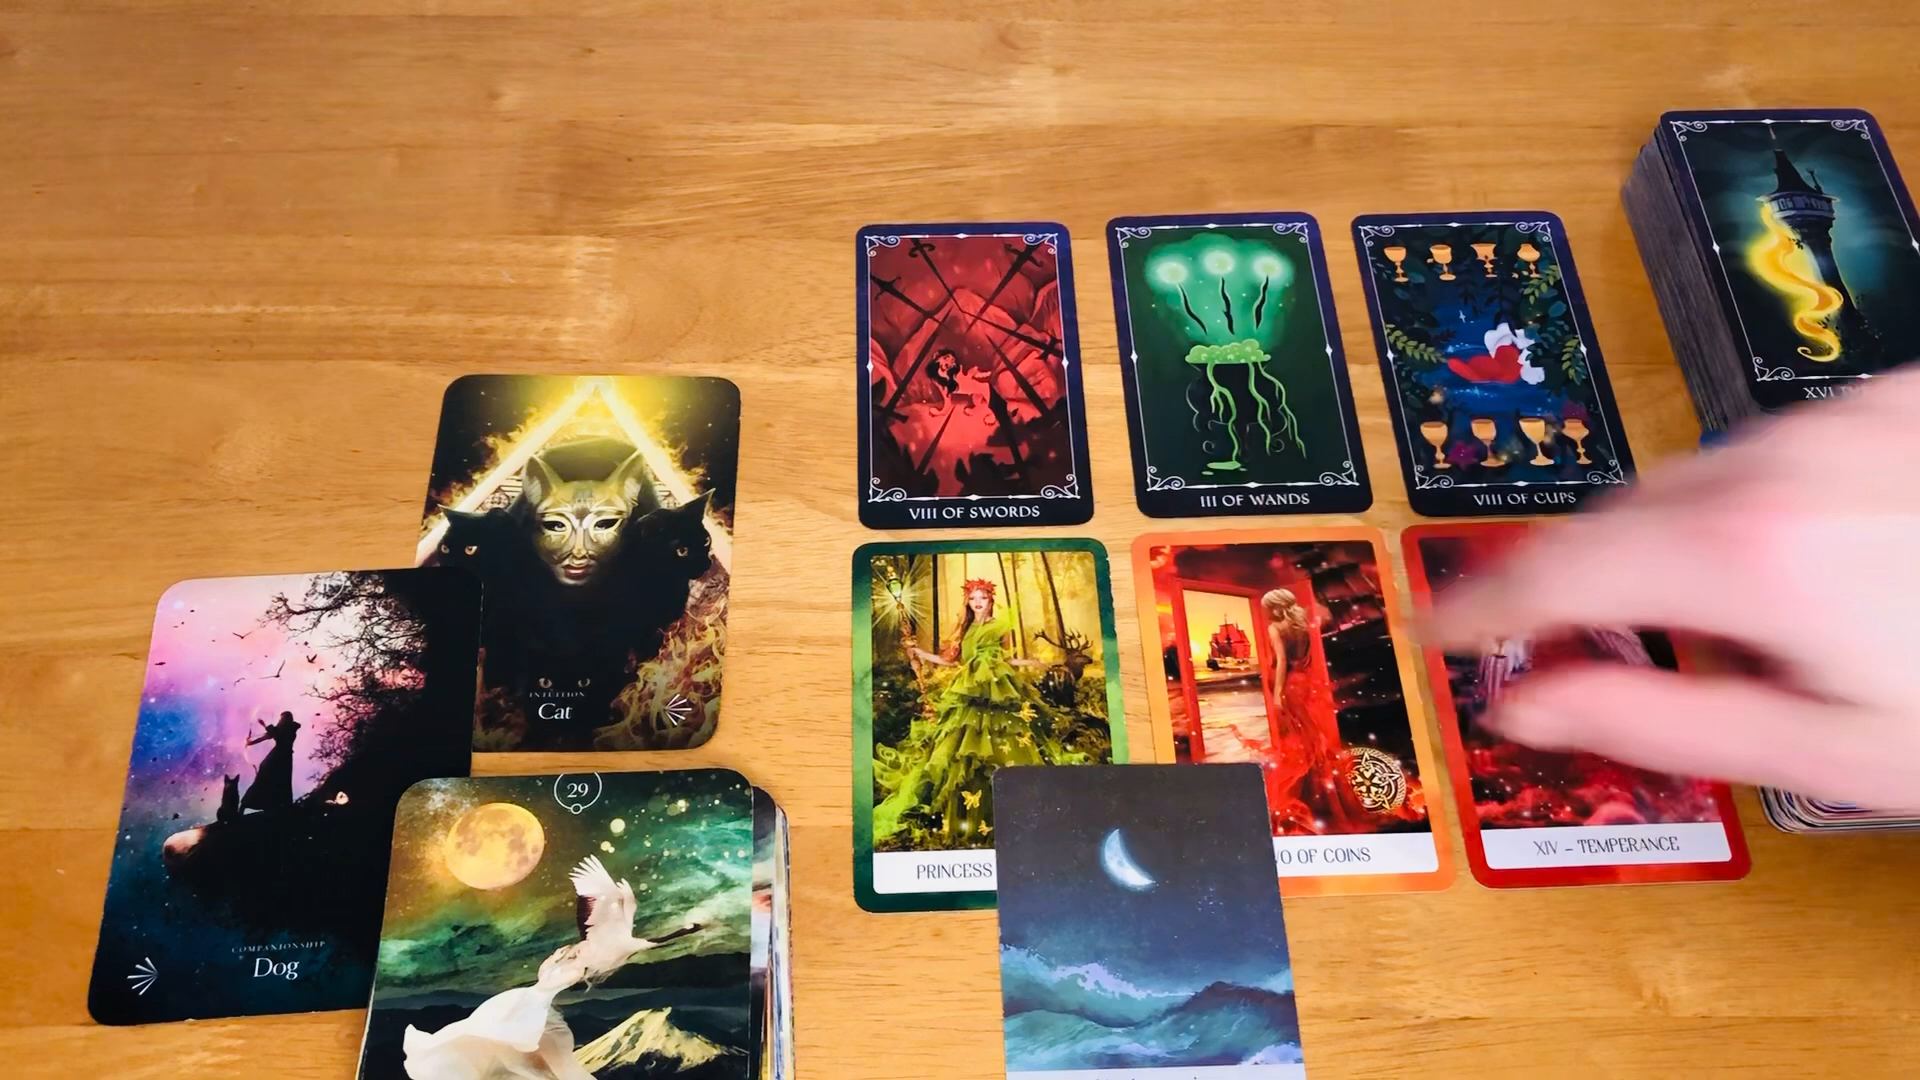 VIII OF SWORDS
III OF WANDS
VIII OF CUPS
XVI
INTUITION
Cat
COMPANIONSHIP
Dog
29
PRINCESS
O OF COINS
XIV – TEMPERANCE